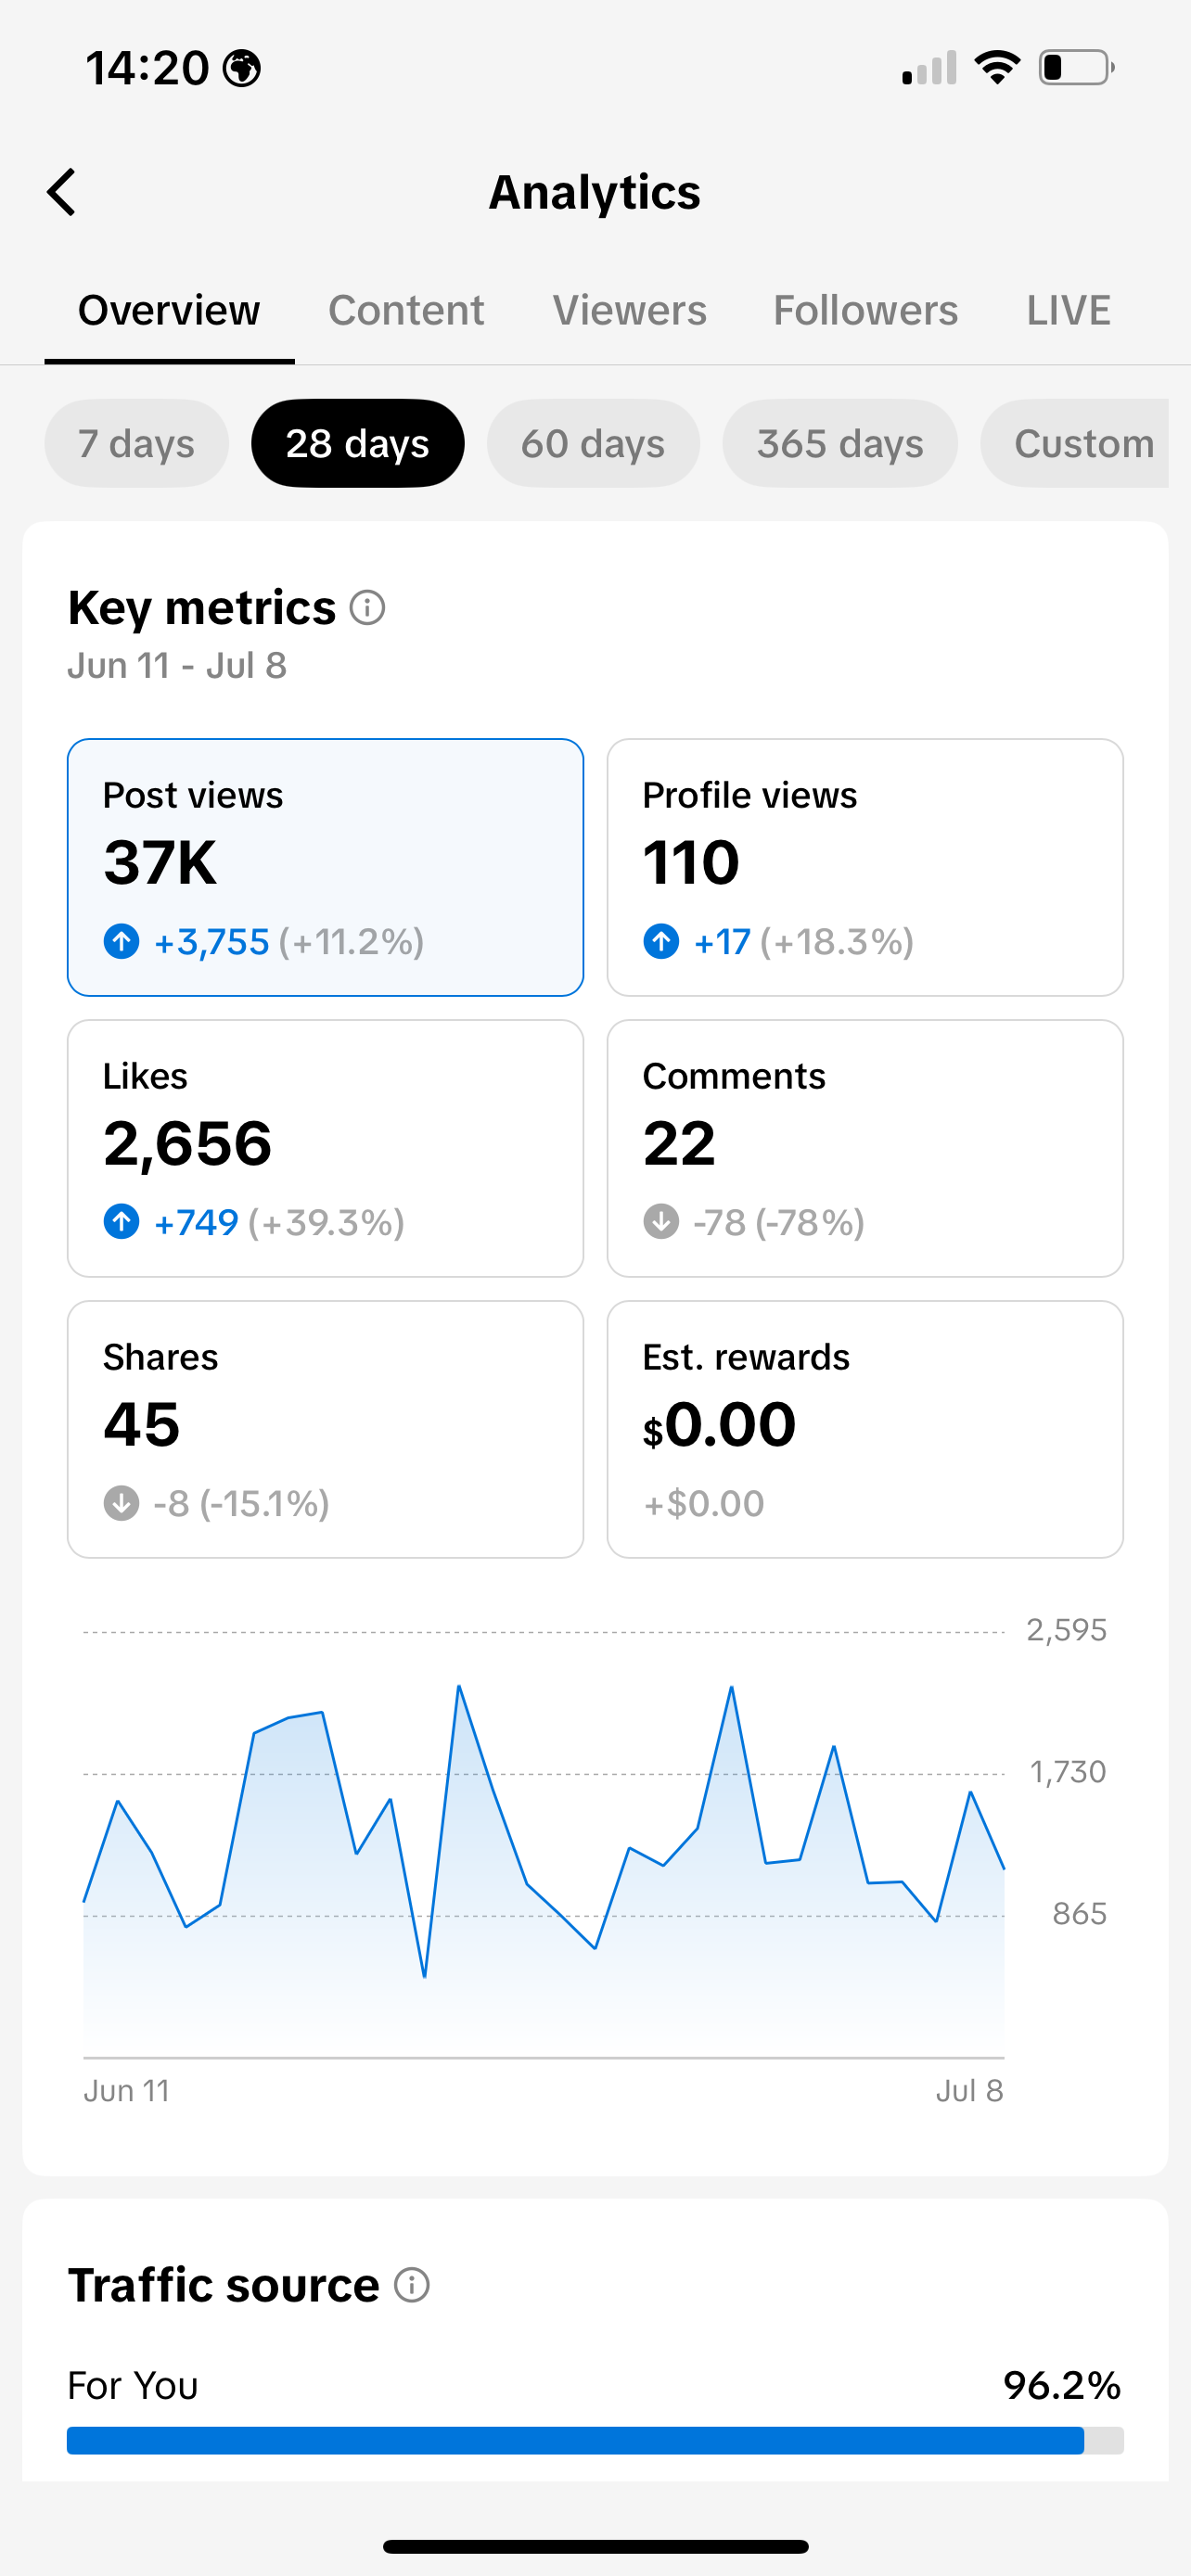 14:20
Analytics
Overview Content Viewers Followers LIVE
7 days 28 days 60 days 365 days Custom
Key metrics
Jun 11 - Jul 8
Post views
37K
+3,755 (+11.2%)
Profile views
110
+17 (+18.3%)
Likes
2,656
+749 (+39.3%)
Comments
22
-78 (-78%)
Shares
45
-8 (-15.1%)
Est. rewards
$0.00
+$0.00
2,595
1,730
865
Jun 11 Jul 8
Traffic source
For You 96.2%